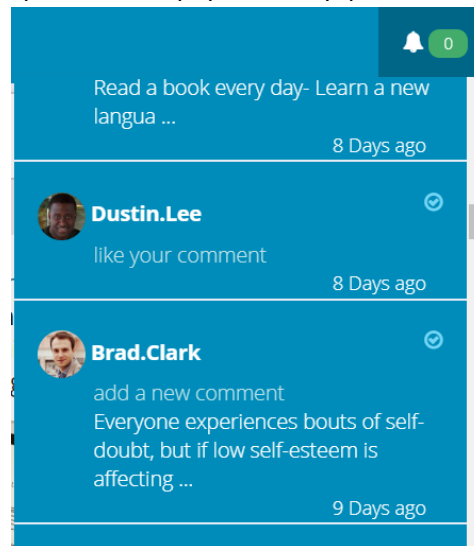 0
Read a book every day- Learn a new
langua ...
8 Days ago
Dustin.Lee
like your comment
8 Days ago
Brad.Clark
add a new comment
Everyone experiences bouts of self-
doubt, but if low self-esteem is
affecting ...
9 Days ago